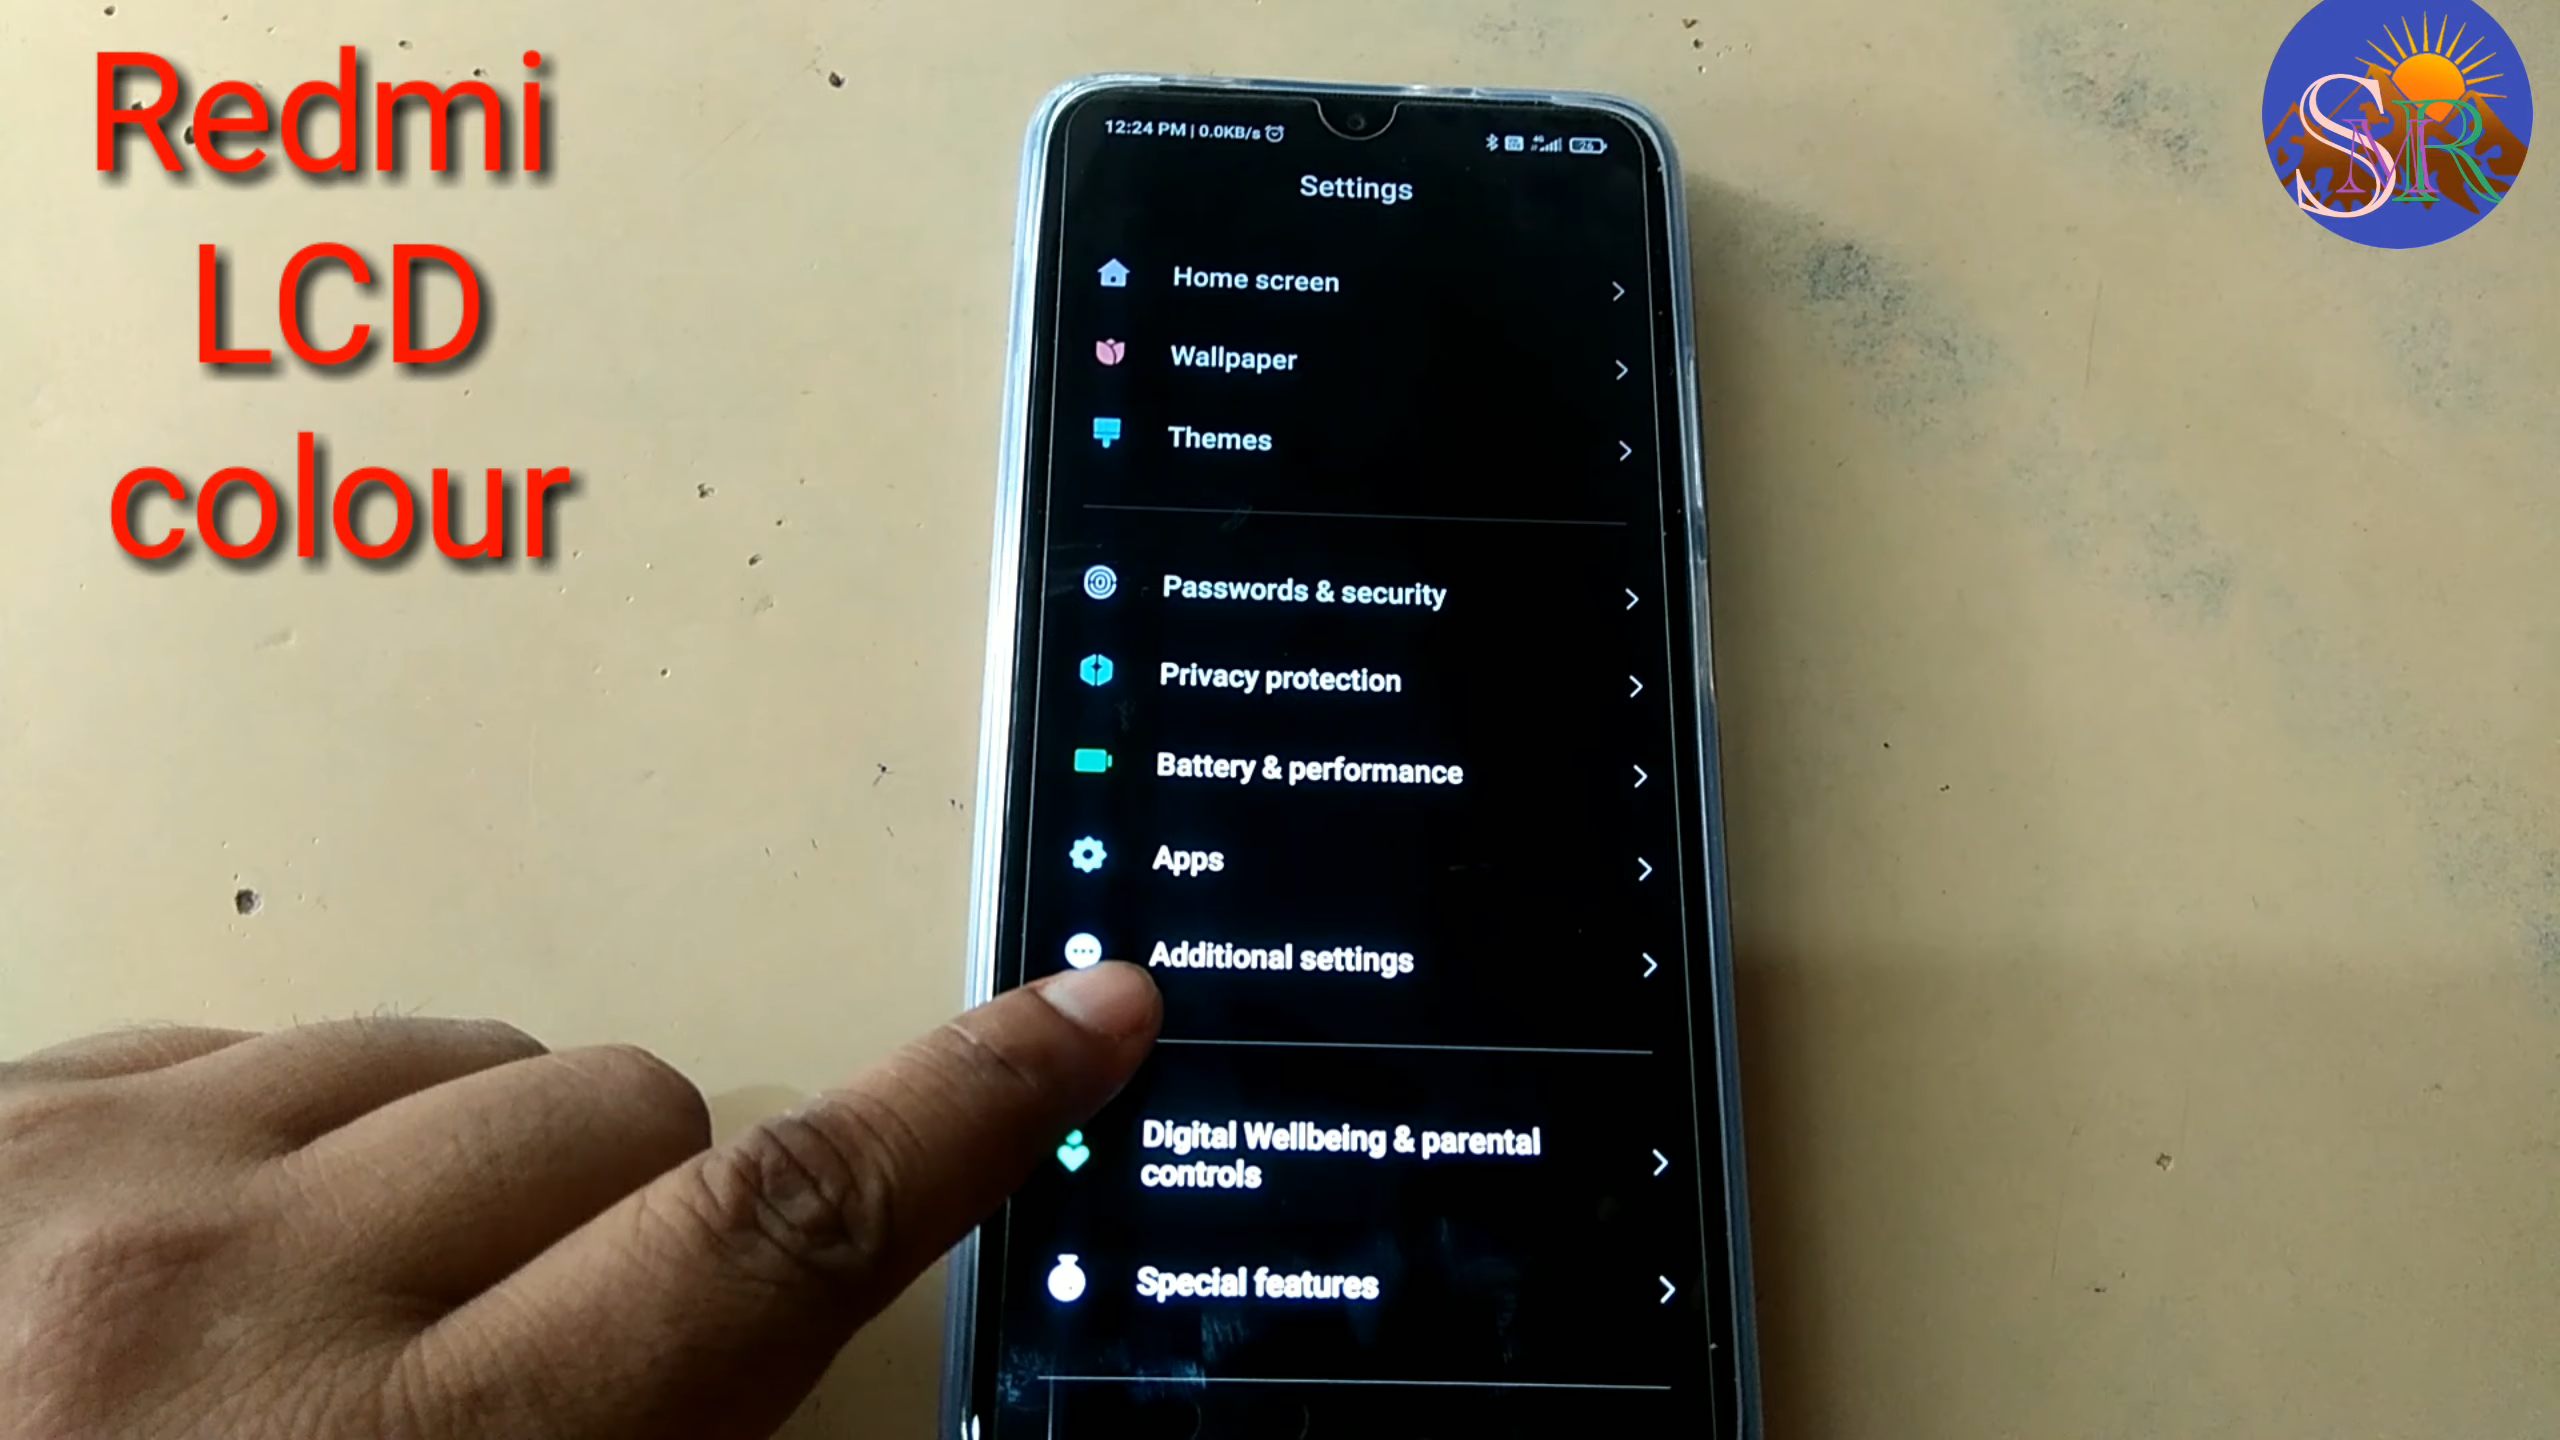 Redmi
LCD
colour
SMR
12:24 PM | 0.0KB/s
26
Settings
Home screen
Wallpaper
Themes
Passwords & security
Privacy protection
Battery & performance
Apps
Additional settings
Digital Wellbeing & parental
controls
Special features